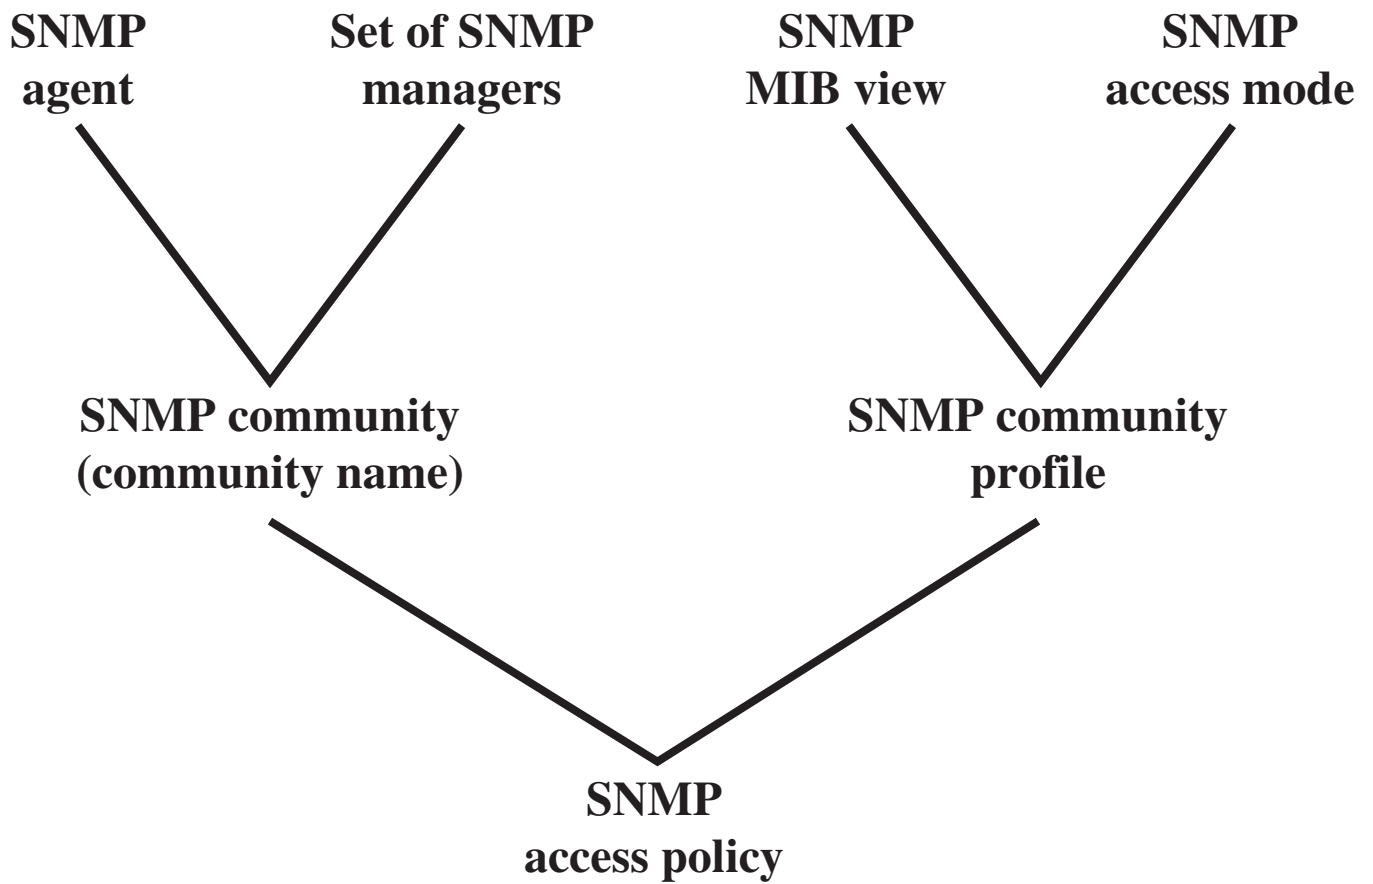 SNMP
agent
Set of SNMP
managers
SNMP
MIB view
SNMP
access mode
SNMP community
(community name)
SNMP community
profile
SNMP
access policy